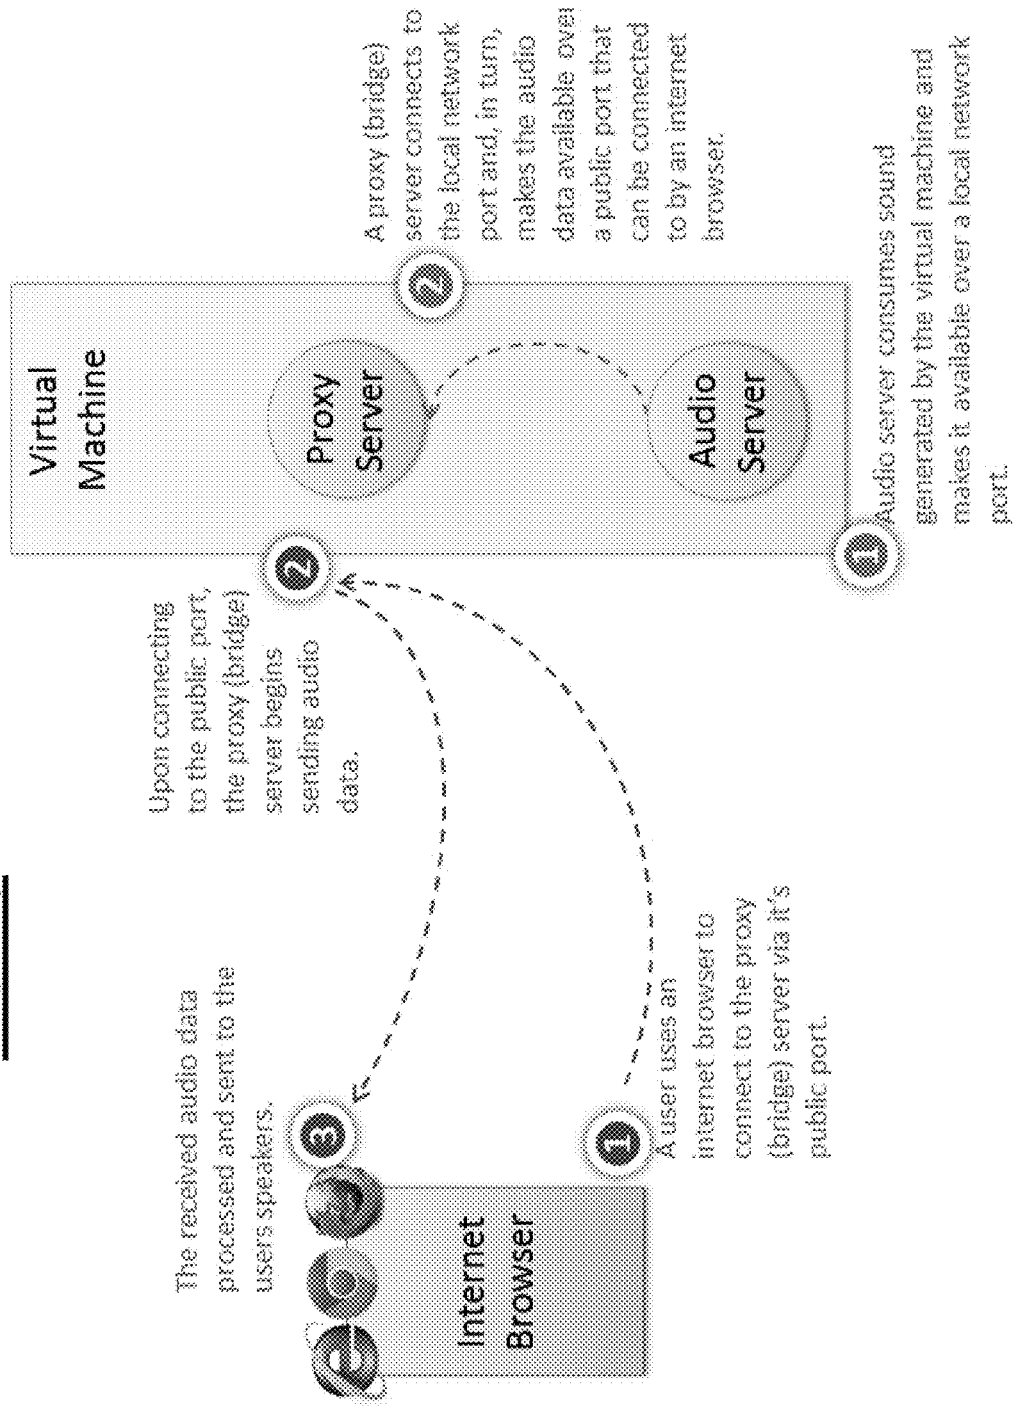 The received audio data
processed and sent to the
users speakers.
3
Internet
Browser
1
A user uses an
internet browser to
connect to the proxy
(bridge) server via it's
public port.
Upon connecting
to the public port,
the proxy (bridge)
server begins
sending audio
data.
2
Virtual
Machine
Proxy
Server
Audio
Server
2
A proxy (bridge)
server connects to
the local network
port and, in turn,
makes the audio
data available over
a public port that
can be connected
to by an internet
browser.
1
Audio server consumes sound
generated by the virtual machine and
makes it available over a local network
port.